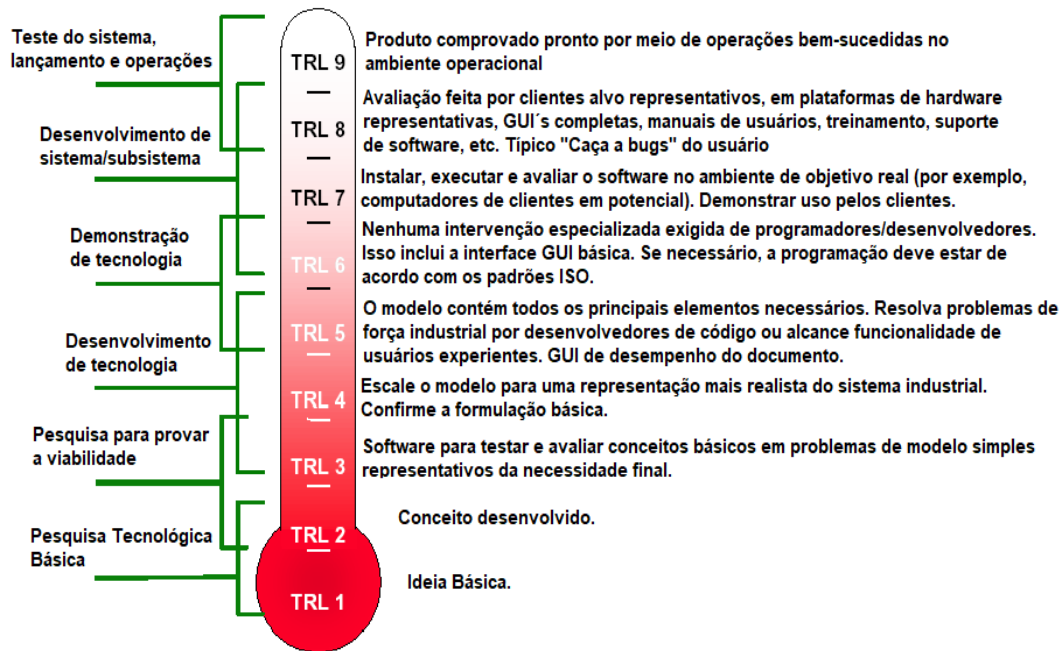 Teste do sistema,
lançamento e operações
TRL 9
Produto comprovado pronto por meio de operações bem-sucedidas no
ambiente operacional
Desenvolvimento de
sistema/subsistema
TRL 8
Avaliação feita por clientes alvo representativos, em plataformas de hardware
representativas, GUI´s completas, manuais de usuários, treinamento, suporte
de software, etc. Típico "Caça a bugs" do usuário
TRL 7
Instalar, executar e avaliar o software no ambiente de objetivo real (por exemplo,
computadores de clientes em potencial). Demonstrar uso pelos clientes.
Demonstração
de tecnologia
TRL 6
Nenhuma intervenção especializada exigida de programadores/desenvolvedores.
Isso inclui a interface GUI básica. Se necessário, a programação deve estar de
acordo com os padrões ISO.
Desenvolvimento
de tecnologia
TRL 5
O modelo contém todos os principais elementos necessários. Resolva problemas de
força industrial por desenvolvedores de código ou alcance funcionalidade de
usuários experientes. GUI de desempenho do documento.
TRL 4
Escale o modelo para uma representação mais realista do sistema industrial.
Confirme a formulação básica.
Pesquisa para provar
a viabilidade
TRL 3
Software para testar e avaliar conceitos básicos em problemas de modelo simples
representativos da necessidade final.
Pesquisa Tecnológica
Básica
TRL 2
Conceito desenvolvido.
TRL 1
Ideia Básica.